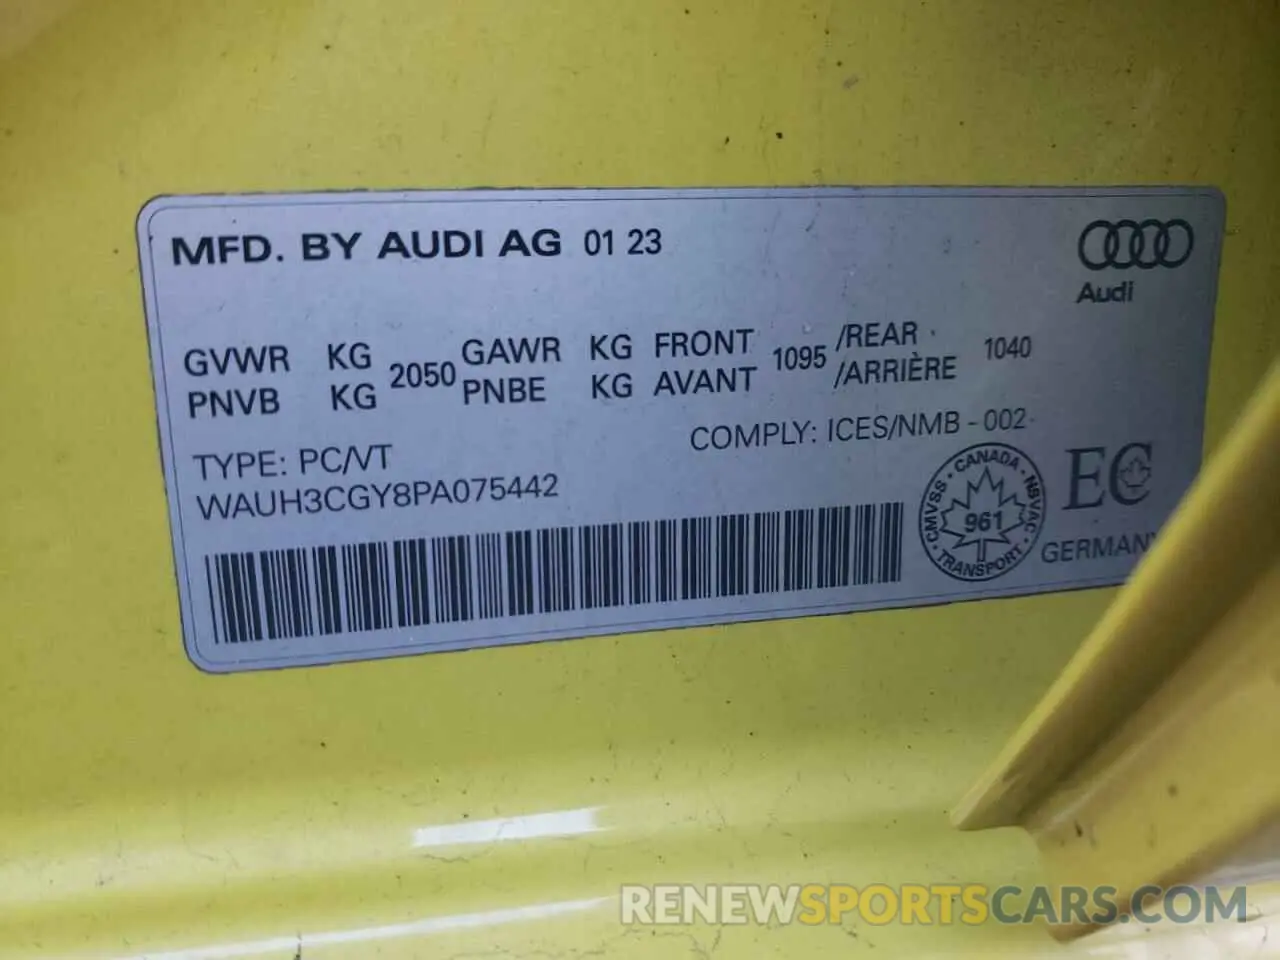 MFD. BY AUDI AG 01 23
Audi
GVWR KG 2050 GAWR KG FRONT 1095 /REAR 1040
PNVB KG PNBE KG AVANT /ARRIÈRE
COMPLY: ICES/NMB - 002
TYPE: PC/VT
WAUH3CGY8PA075442
CANADA
CMVSS NSVAC
961
TRANSPORT
EC
GERMANY
RENEWSPORTSCARS.COM